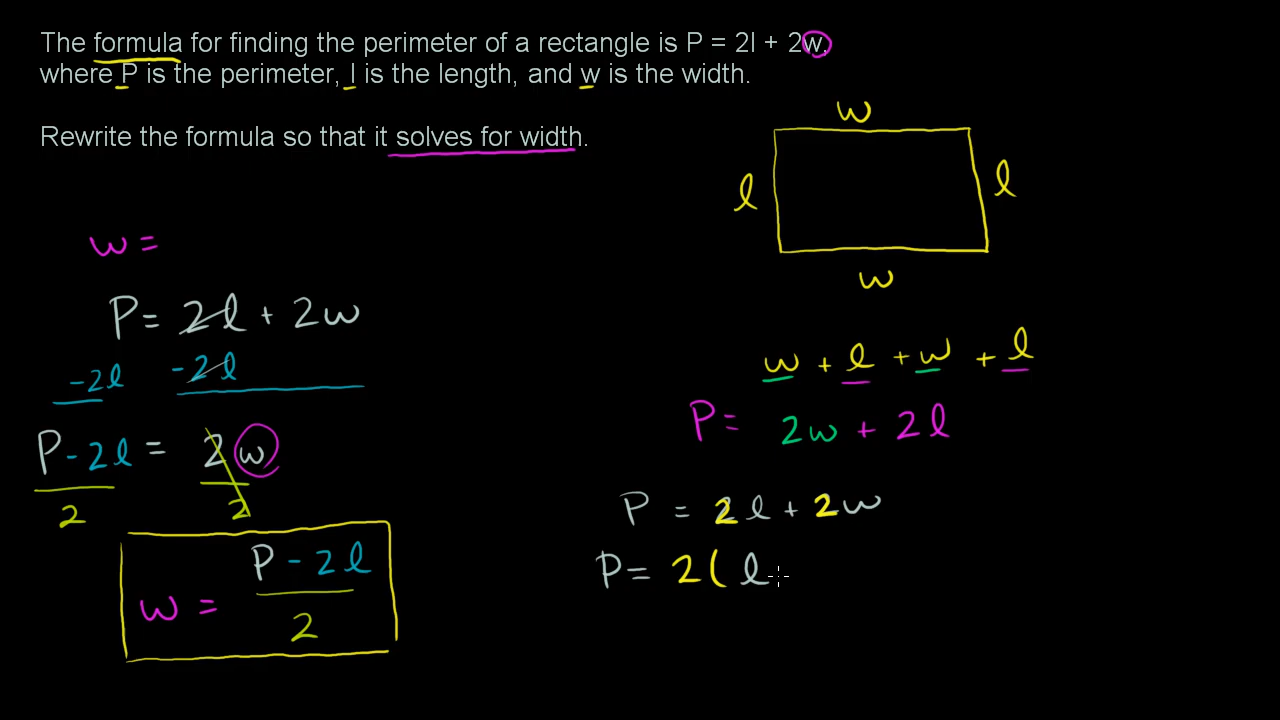 The formula for finding the perimeter of a rectangle is P = 2l + 2w,
where P is the perimeter, l is the length, and w is the width.
Rewrite the formula so that it solves for width.
w =
P = 2l + 2w
-2l -2l
P - 2l = 2w
2 2
w = P - 2l
2
w
l l
w
w + l + w + l
P = 2w + 2l
P = 2l + 2w
P = 2( l